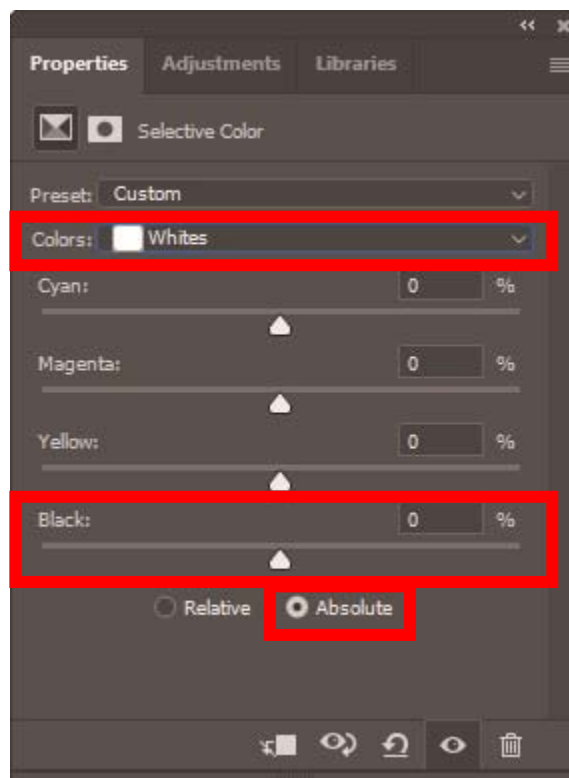 Properties Adjustments Libraries
Selective Color
Preset: Custom
Colors: Whites
Cyan: 0 %
Magenta: 0 %
Yellow: 0 %
Black: 0 %
Relative Absolute